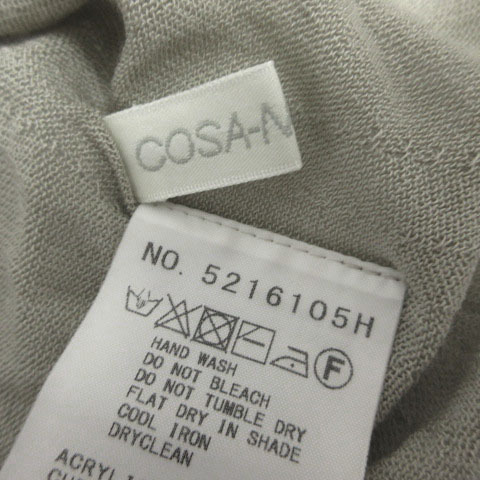 COSA-N
NO. 5216105H
F
HAND WASH
DO NOT BLEACH
DO NOT TUMBLE DRY
FLAT DRY IN SHADE
COOL IRON
DRYCLEAN